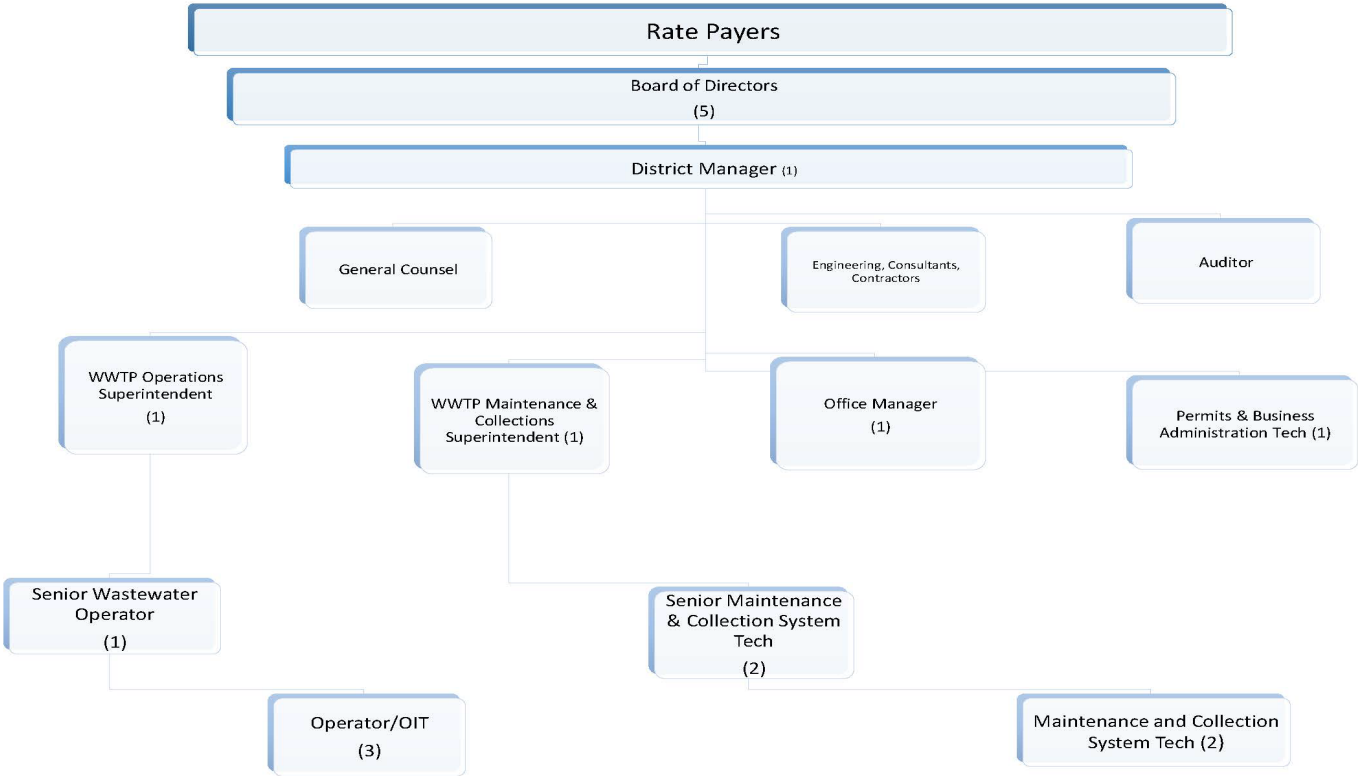 Rate Payers
Board of Directors
(5)
District Manager (1)
General Counsel
Engineering, Consultants,
Contractors
Auditor
WWTP Operations
Superintendent
(1)
WWTP Maintenance &
Collections
Superintendent (1)
Office Manager
(1)
Permits & Business
Administration Tech (1)
Senior Wastewater
Operator
(1)
Senior Maintenance
& Collection System
Tech
(2)
Operator/OIT
(3)
Maintenance and Collection
System Tech (2)